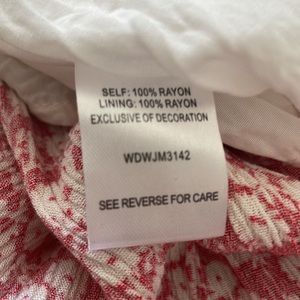 SELF: 100% RAYON
LINING: 100% RAYON
EXCLUSIVE OF DECORATION
WDWJM3142
SEE REVERSE FOR CARE